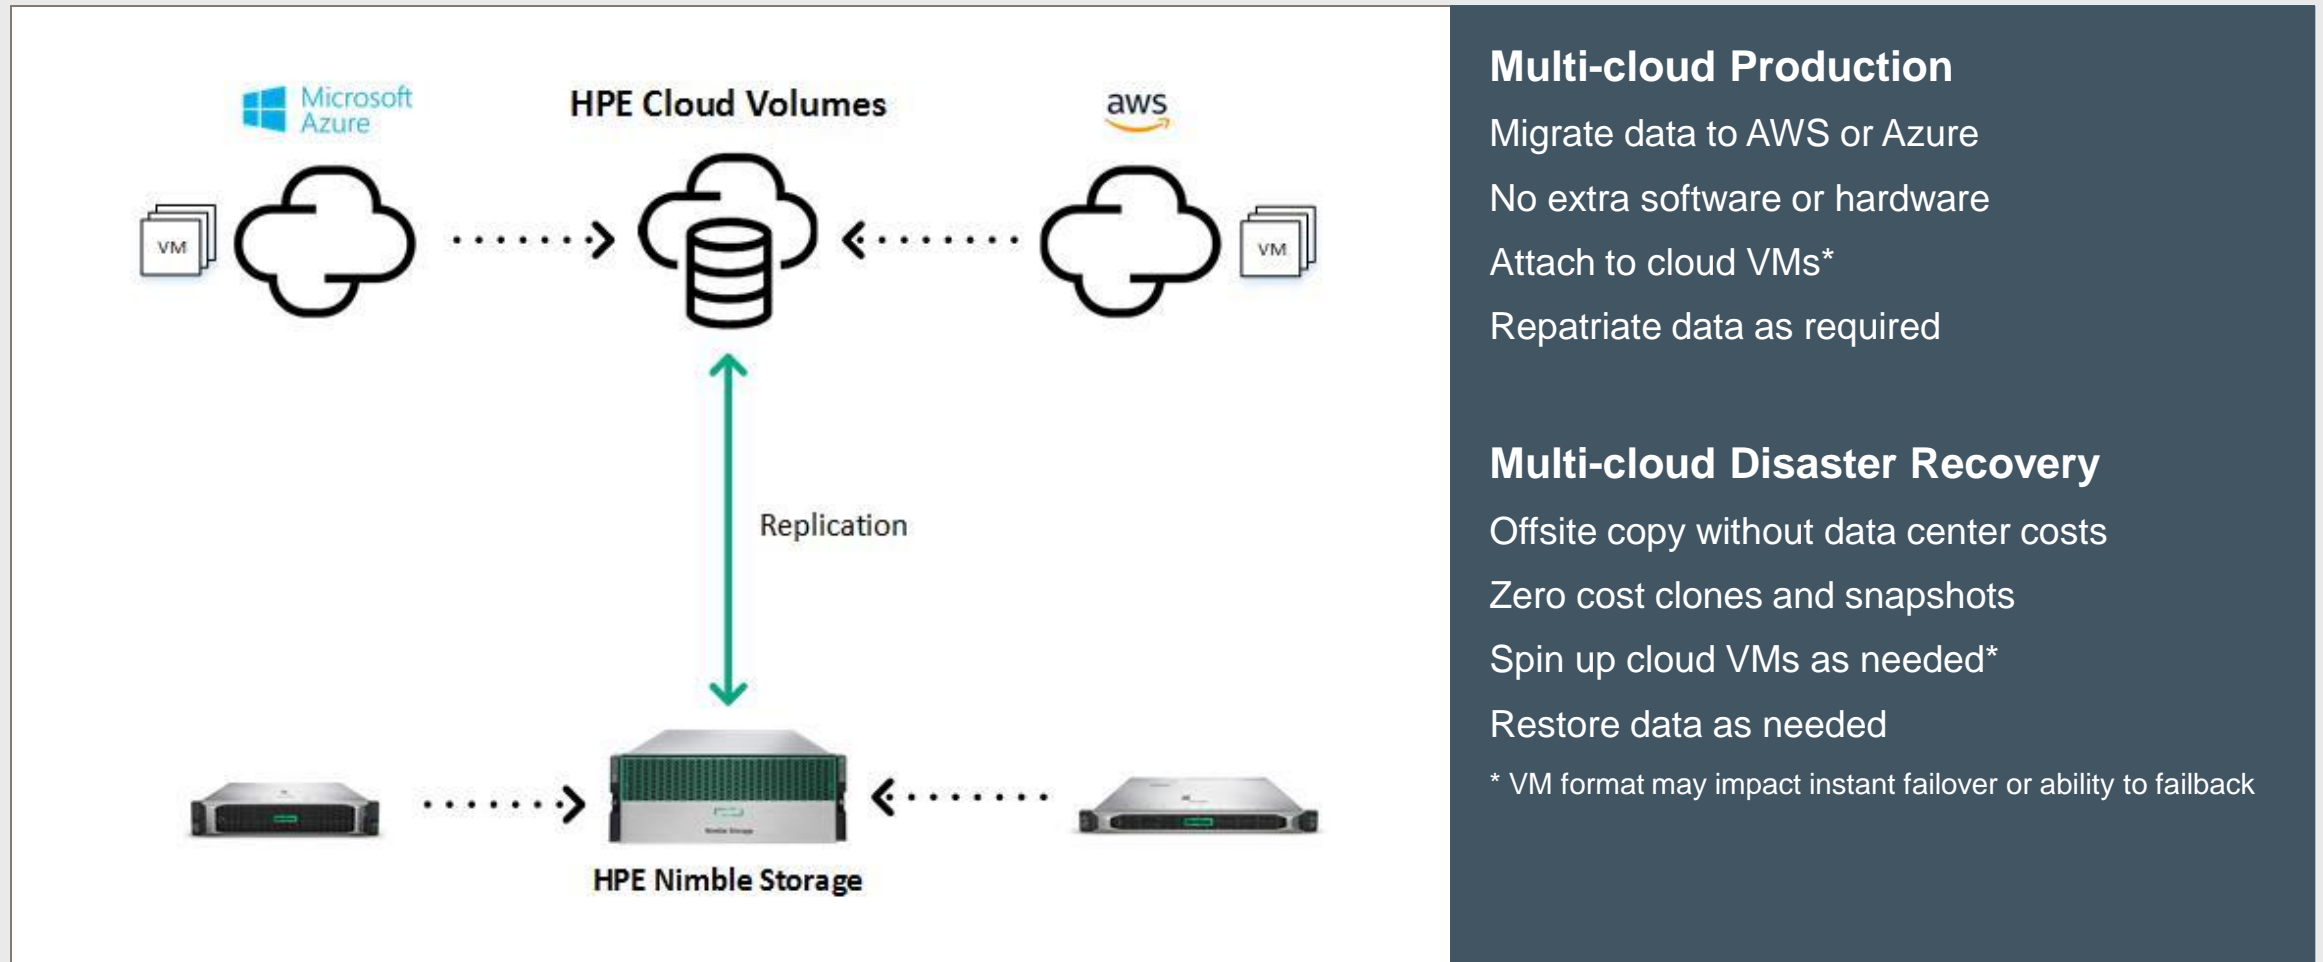 Microsoft
Azure
HPE Cloud Volumes
aws
VM
VM
Replication
Nimble Storage
HPE Nimble Storage
Multi-cloud Production
Migrate data to AWS or Azure
No extra software or hardware
Attach to cloud VMs*
Repatriate data as required
Multi-cloud Disaster Recovery
Offsite copy without data center costs
Zero cost clones and snapshots
Spin up cloud VMs as needed*
Restore data as needed
* VM format may impact instant failover or ability to failback